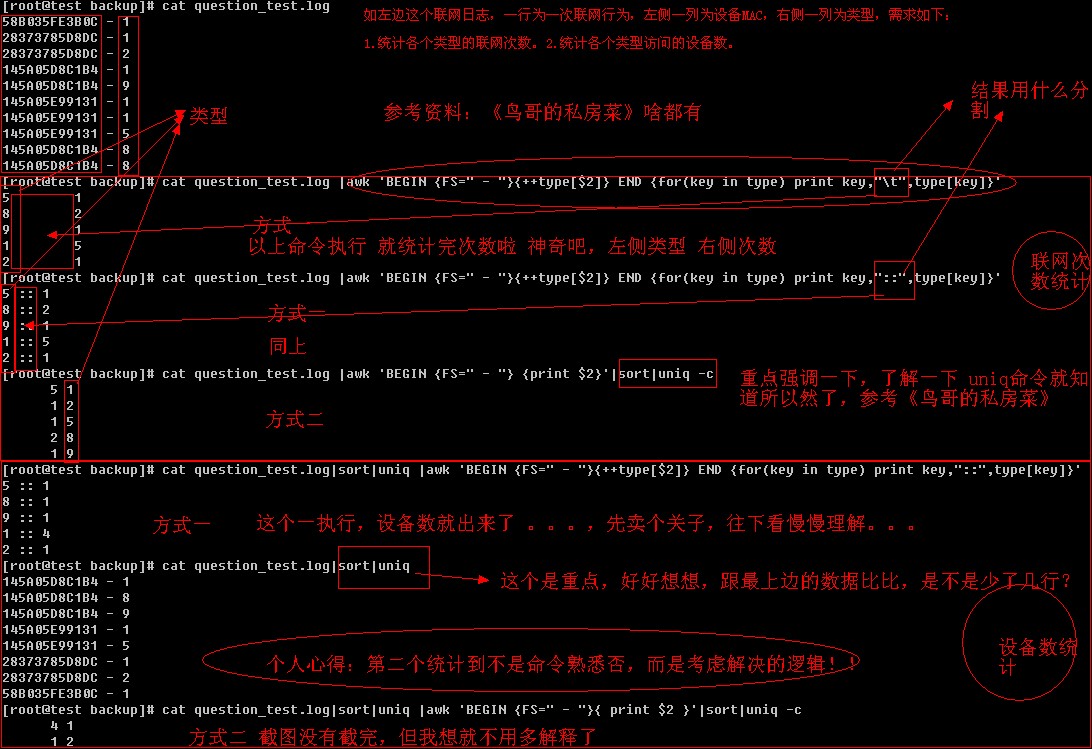 [root@test backup]# cat question_test.log
如左边这个联网日志，一行为一次联网行为，左侧一列为设备MAC，右侧一列为类型，需求如下：
58B035FE3B0C - 1
28373785D8DC - 1
1.统计各个类型的联网次数。2.统计各个类型访问的设备数。
28373785D8DC - 2
145A05D8C1B4 - 1
145A05D8C1B4 - 9
145A05E99131 - 1
145A05E99131 - 1
145A05E99131 - 5
145A05D8C1B4 - 8
145A05D8C1B4 - 8
类型
参考资料：《鸟哥的私房菜》啥都有
结果用什么分
割
[root@test backup]# cat question_test.log |awk 'BEGIN {FS=" - "}{++type[$2]} END {for(key in type) print key,"\t",type[key]}'
5 1
8 2
9 1
1 5
2 1
方式一
以上命令执行 就统计完次数啦 神奇吧，左侧类型 右侧次数
联网次
数统计
[root@test backup]# cat question_test.log |awk 'BEGIN {FS=" - "}{++type[$2]} END {for(key in type) print key,"::",type[key]}'
5 :: 1
8 :: 2
9 :: 1
1 :: 5
2 :: 1
方式一
同上
[root@test backup]# cat question_test.log |awk 'BEGIN {FS=" - "} {print $2}'|sort|uniq -c
5 1
1 2
1 5
2 8
1 9
方式二
重点强调一下，了解一下 uniq命令就知
道所以然了，参考《鸟哥的私房菜》
[root@test backup]# cat question_test.log|sort|uniq |awk 'BEGIN {FS=" - "}{++type[$2]} END {for(key in type) print key,"::",type[key]}'
5 :: 1
8 :: 1
9 :: 1
1 :: 4
2 :: 1
方式一 这个一执行，设备数就出来了 。。。，先卖个关子，往下看慢慢理解。。。
[root@test backup]# cat question_test.log|sort|uniq
这个是重点，好好想想，跟最上边的数据比比，是不是少了几行？
145A05D8C1B4 - 1
145A05D8C1B4 - 8
145A05D8C1B4 - 9
145A05E99131 - 1
145A05E99131 - 5
28373785D8DC - 1
28373785D8DC - 2
58B035FE3B0C - 1
个人心得：第二个统计到不是命令熟悉否，而是考虑解决的逻辑！！
设备数统
计
[root@test backup]# cat question_test.log|sort|uniq |awk 'BEGIN {FS=" - "}{ print $2 }'|sort|uniq -c
4 1
1 2
方式二 截图没有截完，但我想就不用多解释了